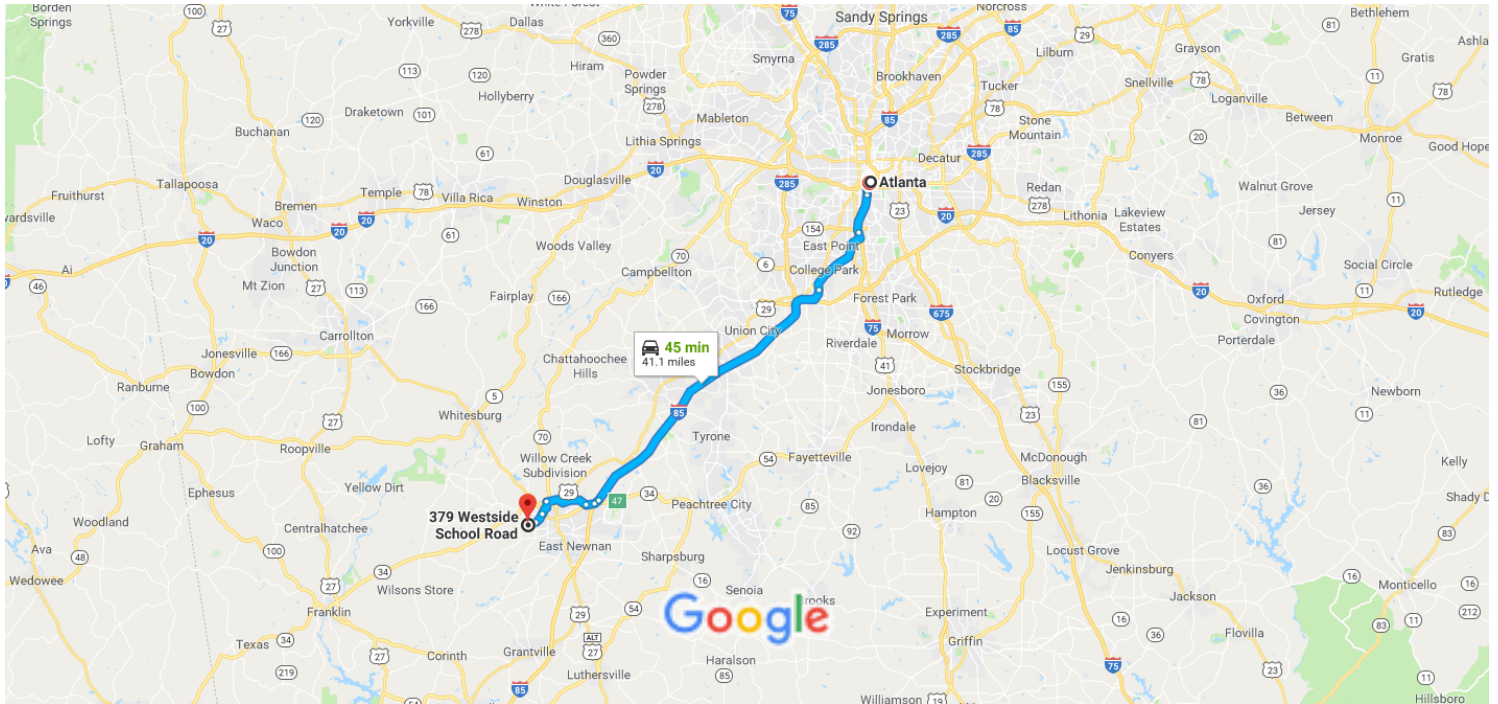 Borden
Springs
100
27
Yorkville
Dallas
White Forest
75
Sandy Springs
Norcross
81
Bethlehem
278
360
Hiram
285
285
85
29
Lilburn
Grayson
Gratis
11
Smyrna
Brookhaven
Tucker
Snellville
78
Powder
Springs
113
120
Hollyberry
278
Loganville
Between
78
Draketown
101
Mableton
85
78
Stone
Mountain
Monroe
Buchanan
120
Lithia Springs
20
Good Hope
61
Decatur
285
Tallapoosa
Douglasville
20
285
Atlanta
Redan
Walnut Grove
11
Fruithurst
Temple
78
Villa Rica
Winston
278
Bremen
23
20
Lithonia
Lakeview
Estates
Jersey
Waco
20
20
154
20
61
East Point
Woods Valley
70
81
Conyers
Bowdon
Junction
6
College Park
Ai
Campbellton
Social Circle
46
Mt Zion
27
113
Fairplay
166
20
11
Rutledge
166
29
Forest Park
675
Oxford
20
Carrollton
Union City
75
Morrow
Covington
45 min
41.1 miles
Riverdale
Porterdale
Jonesville
166
Chattahoochee
Hills
41
Bowdon
Stockbridge
Ranburne
155
Newborn
5
Jonesboro
36
100
85
Whitesburg
23
11
27
Irondale
81
Lofty
Graham
Roopville
70
Tyrone
54
Fayetteville
McDonough
Kelly
Willow Creek
Subdivision
Lovejoy
81
Yellow Dirt
29
54
20
Blacksville
36
Ephesus
47
34
Peachtree City
85
Shady D
379 Westside
School Road
Hampton
155
Woodland
Centralhatchee
92
83
Ava
100
East Newnan
Locust Grove
48
Sharpsburg
34
Jenkinsburg
Wedowee
Wilsons Store
16
16
16
27
Senoia
Monticello
Franklin
29
54
Google
Experiment
16
Jackson
212
83
11
Texas
34
ALT
27
36
27
Griffin
Flovilla
Corinth
Grantville
219
Haralson
85
75
23
85
Luthersville
11
54
Williamson
19
Hillsboro